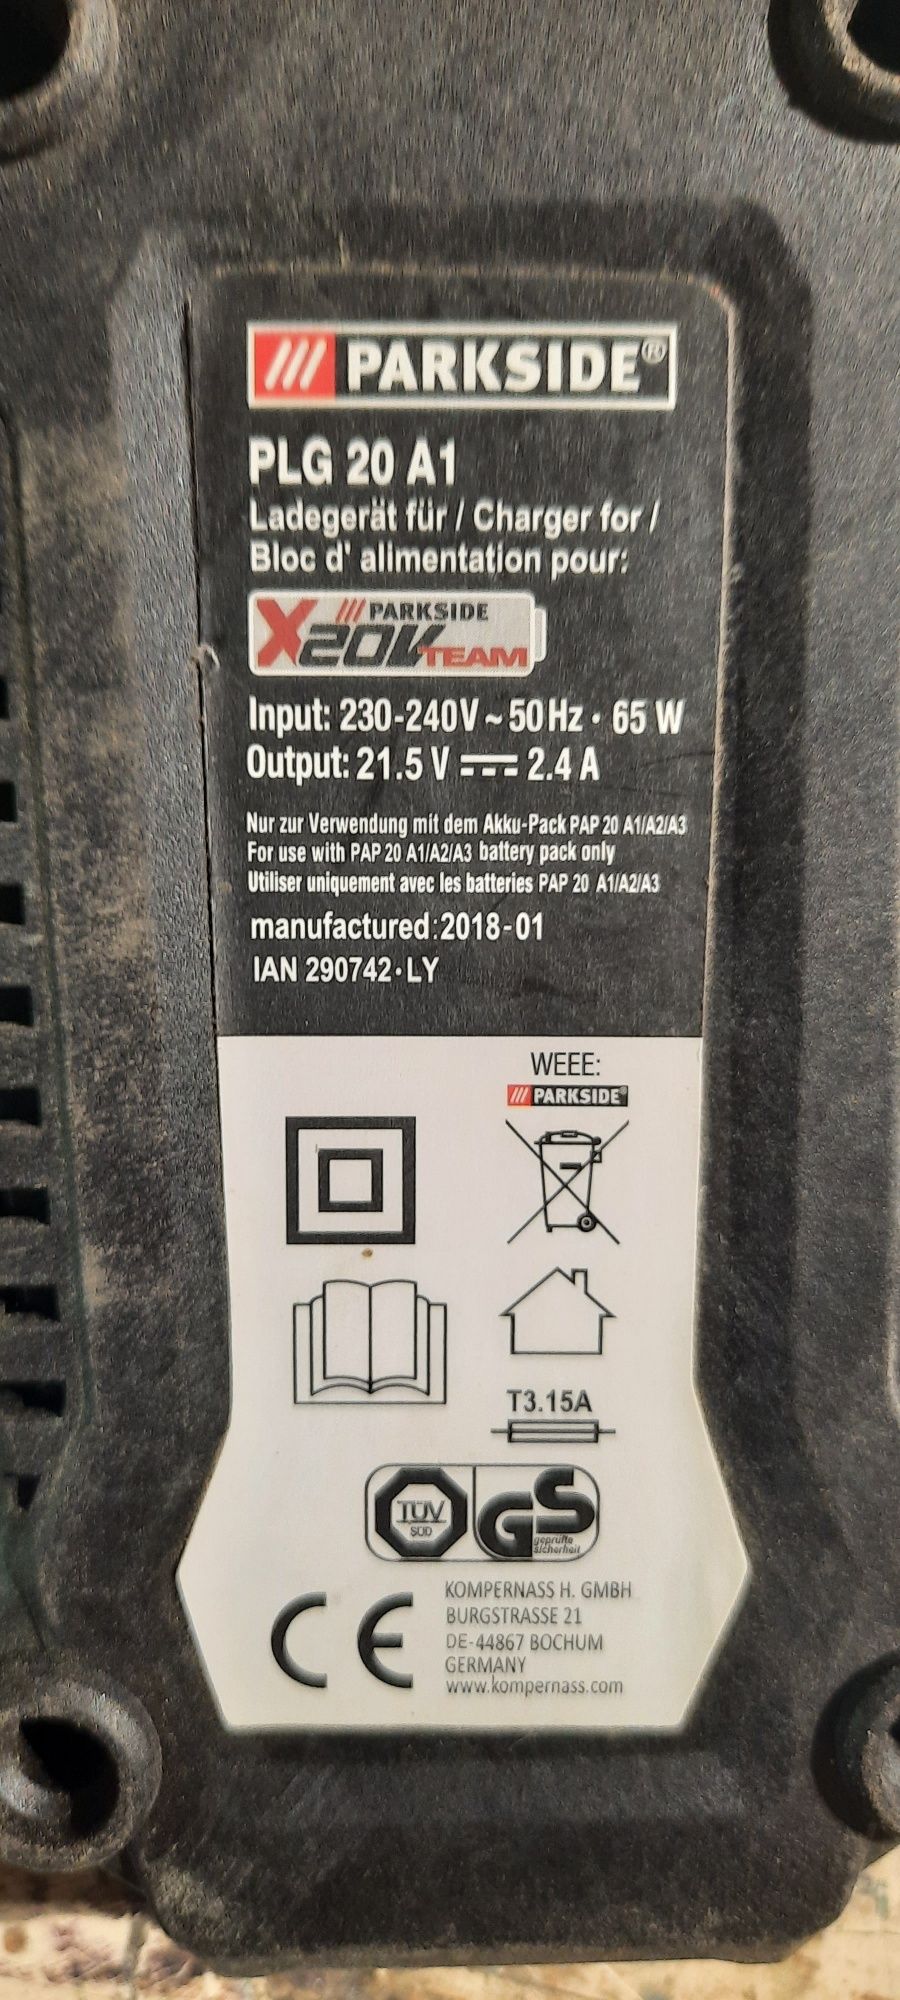 /// PARKSIDE®
PLG 20 A1
Ladegerät für / Charger for /
Bloc d' alimentation pour:
/// PARKSIDE
X20V TEAM
Input: 230-240V ~ 50 Hz · 65 W
Output: 21.5 V ⎓ 2.4 A
Nur zur Verwendung mit dem Akku-Pack PAP 20 A1/A2/A3
For use with PAP 20 A1/A2/A3 battery pack only
Utiliser uniquement avec les batteries PAP 20 A1/A2/A3
manufactured:2018-01
IAN 290742·LY
WEEE:
/// PARKSIDE®
T3.15A
TÜV
SÜD
GS
geprüfte
Sicherheit
CE
KOMPERNASS H. GMBH
BURGSTRASSE 21
DE-44867 BOCHUM
GERMANY
www.kompernass.com